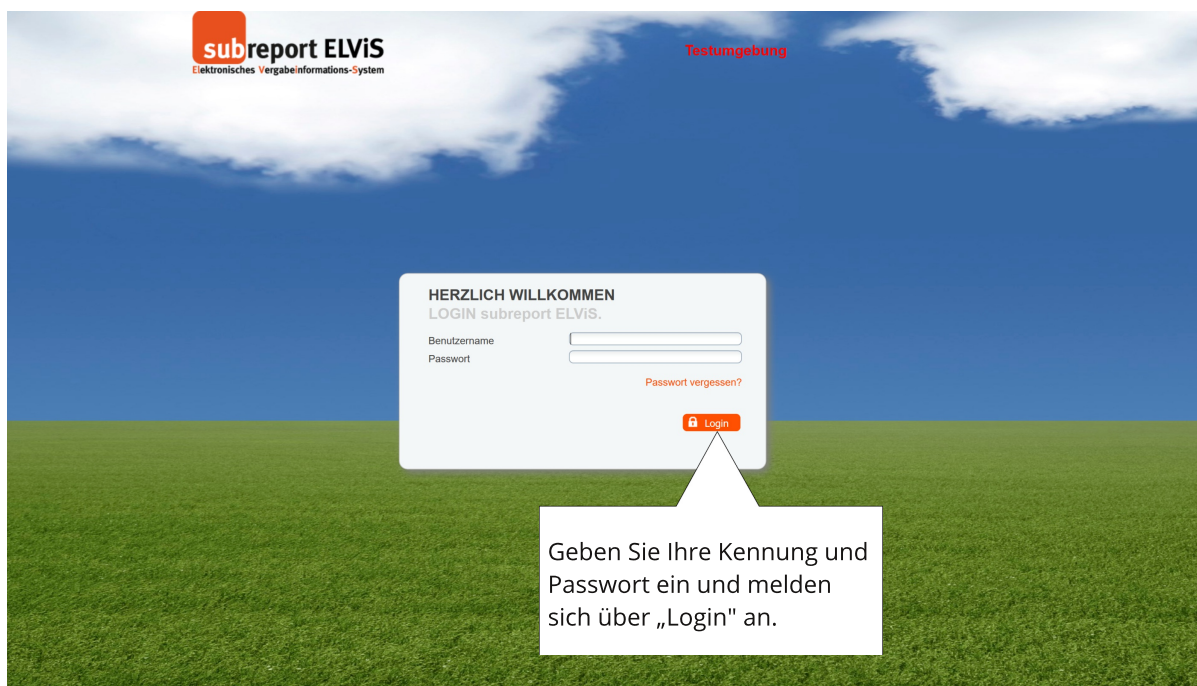 subreport ELViS
Elektronisches Vergabeinformations-System
Testumgebung
HERZLICH WILLKOMMEN
LOGIN subreport ELViS.
Benutzername
Passwort
Passwort vergessen?
Login
Geben Sie Ihre Kennung und
Passwort ein und melden
sich über „Login" an.